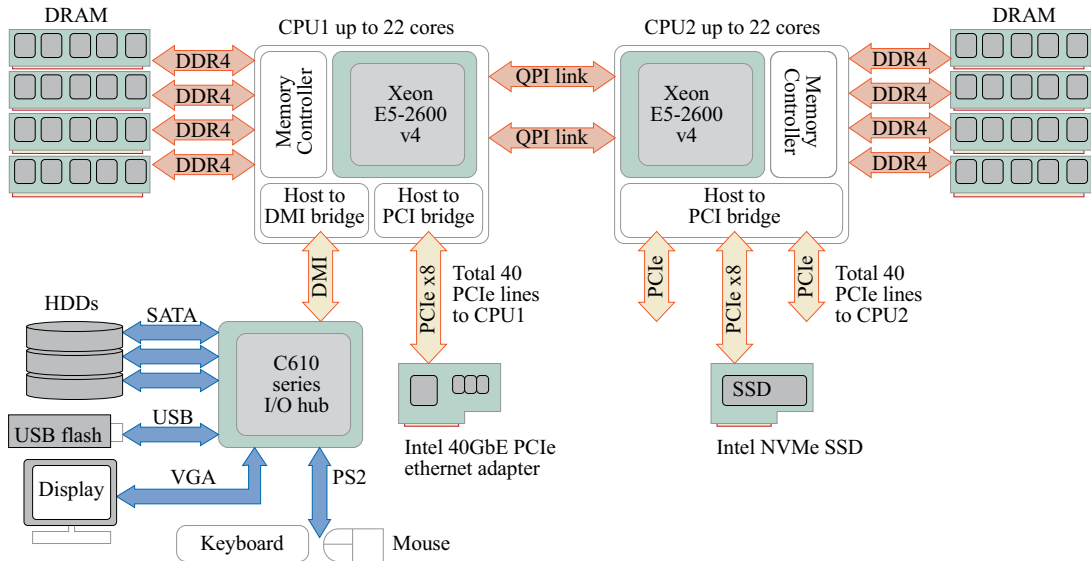 DRAM
CPU1 up to 22 cores
CPU2 up to 22 cores
DRAM
DDR4
DDR4
DDR4
DDR4
Memory
Controller
Xeon
E5-2600
v4
QPI link
QPI link
Xeon
E5-2600
v4
Memory
Controller
DDR4
DDR4
DDR4
DDR4
Host to
DMI bridge
Host to
PCI bridge
Host to
PCI bridge
DMI
PCIe x8
Total 40
PCIe lines
to CPU1
PCIe
PCIe x8
PCIe
Total 40
PCIe lines
to CPU2
HDDs
SATA
C610
series
I/O hub
SSD
USB flash
USB
Intel 40GbE PCIe
ethernet adapter
Intel NVMe SSD
Display
VGA
PS2
Keyboard
Mouse